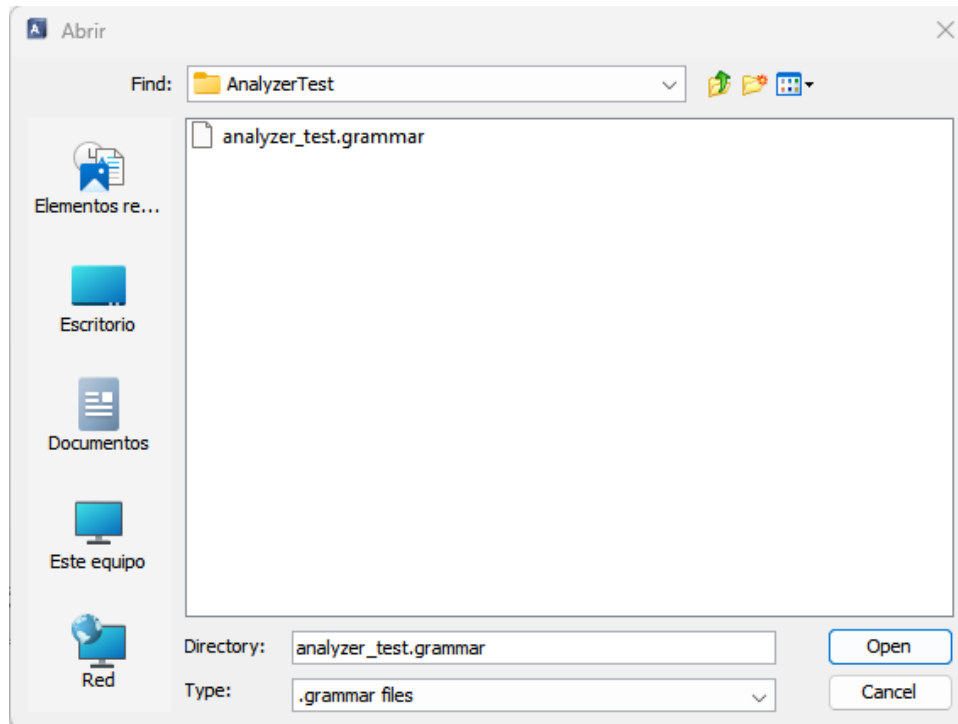 A Abrir
Find: AnalyzerTest
analyzer_test.grammar
Elementos re...
Escritorio
Documentos
Este equipo
Red
Directory: analyzer_test.grammar Open
Type: .grammar files Cancel